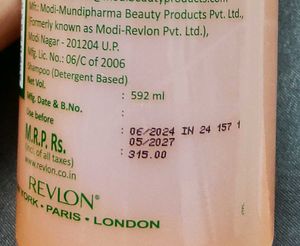 @modibeautyproducts.com
Mfr: Modi-Mundipharma Beauty Products Pvt. Ltd.,
(Formerly known as Modi-Revlon Pvt. Ltd.),
Modi Nagar - 201204 U.P.
Mfg. Lic. No.: 06/C of 2006
Shampoo (Detergent Based)
Net Vol. : 592 ml
Mfg. Date & B.No. : 06/2024 IN 24 157 1
Use before : 05/2027
M.R.P. Rs. : 315.00
(incl. of all taxes)
www.revlon.co.in
REVLON®
YORK • PARIS • LONDON